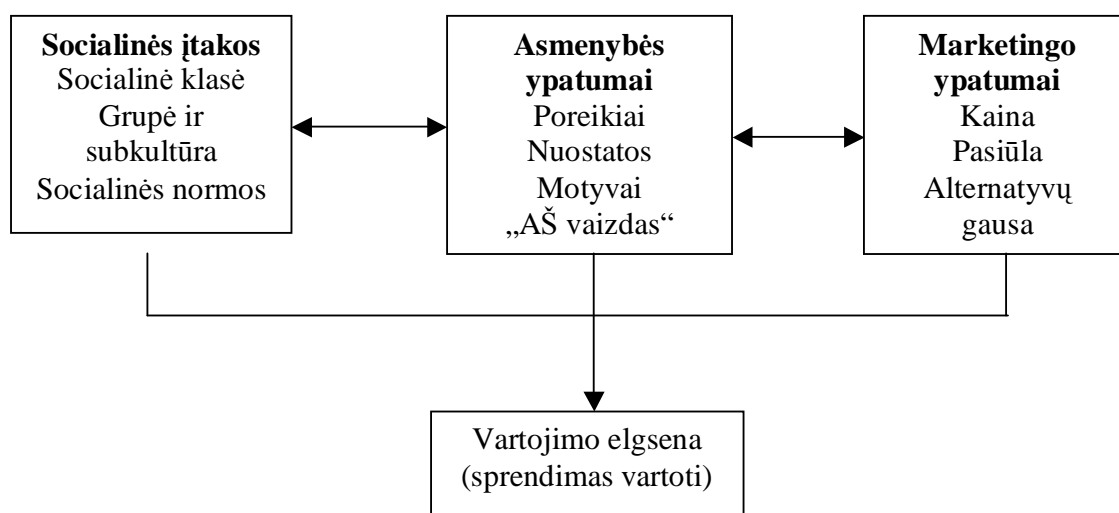 Socialinės įtakos
Socialinė klasė
Grupė ir
subkultūra
Socialinės normos
Asmenybės
ypatumai
Poreikiai
Nuostatos
Motyvai
„AŠ vaizdas“
Marketingo
ypatumai
Kaina
Pasiūla
Alternatyvų
gausa
Vartojimo elgsena
(sprendimas vartoti)